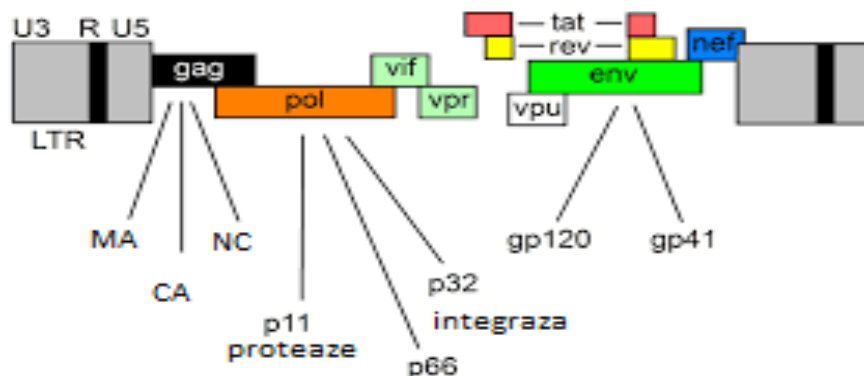 U3 R U5
LTR
gag
pol
vif
vpr
tat
rev
vpu
env
nef
MA
CA
NC
p11
proteaze
p66
p32
integraza
gp120
gp41